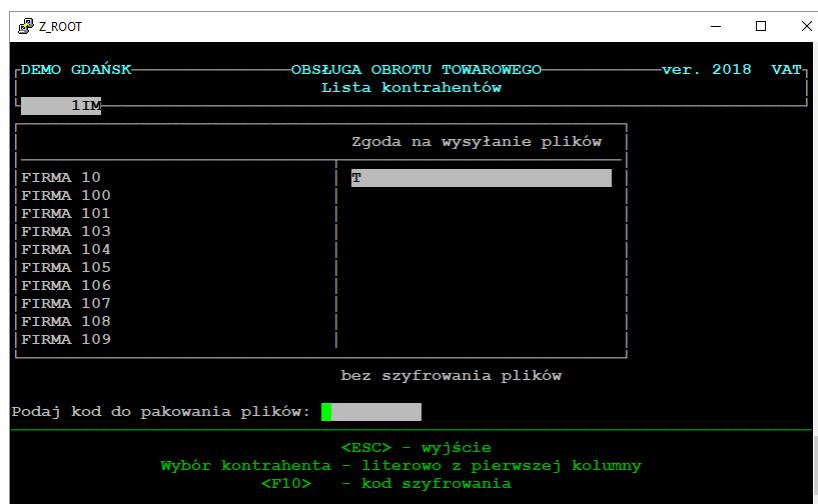 Z_ROOT
DEMO GDAŃSK OBSŁUGA OBROTU TOWAROWEGO ver. 2018 VAT
Lista kontrahentów
1IM
Zgoda na wysyłanie plików
FIRMA 10 T
FIRMA 100
FIRMA 101
FIRMA 103
FIRMA 104
FIRMA 105
FIRMA 106
FIRMA 107
FIRMA 108
FIRMA 109
bez szyfrowania plików
Podaj kod do pakowania plików:
<ESC> - wyjście
Wybór kontrahenta - literowo z pierwszej kolumny
<F10> - kod szyfrowania